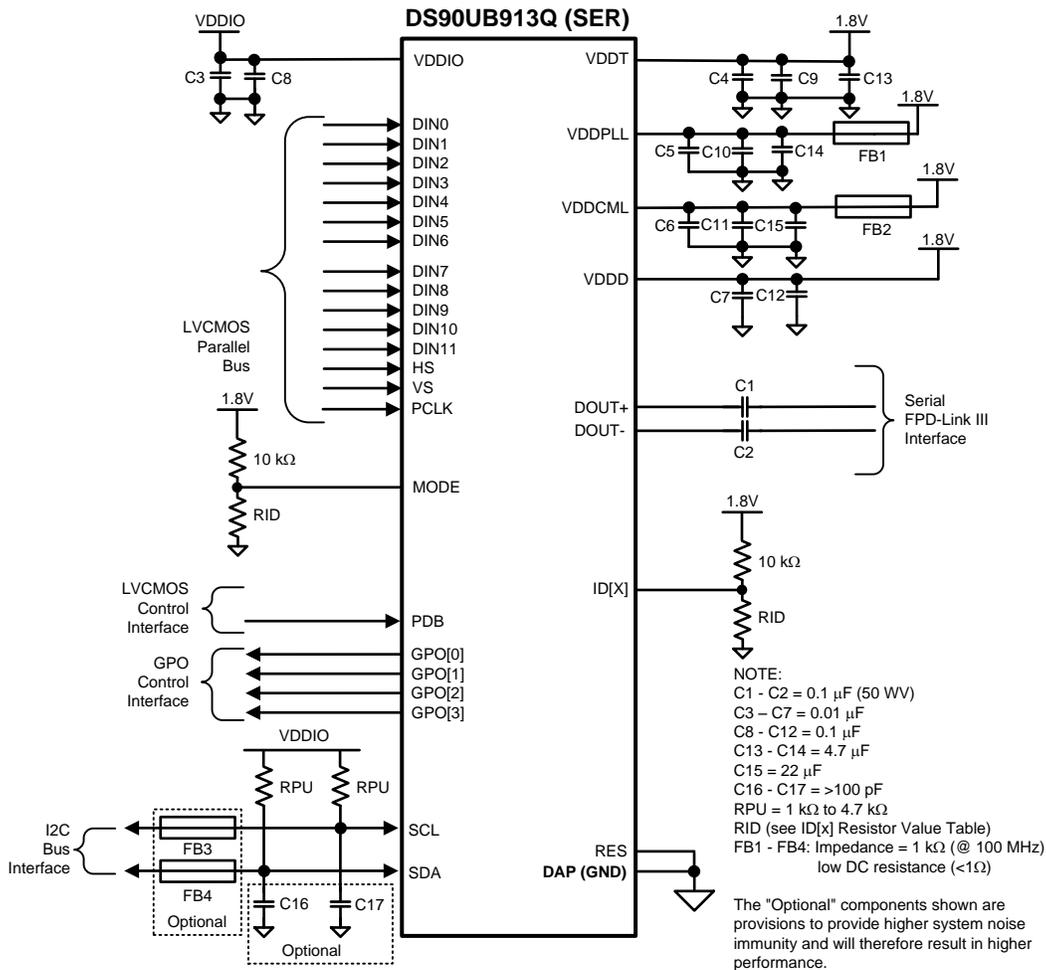 DS90UB913Q (SER)
VDDIO
C3
C8
VDDIO
DIN0
DIN1
DIN2
DIN3
DIN4
DIN5
DIN6
DIN7
DIN8
DIN9
DIN10
DIN11
HS
VS
PCLK
LVCMOS
Parallel
Bus
1.8V
10 kΩ
MODE
RID
LVCMOS
Control
Interface
PDB
GPO
Control
Interface
GPO[0]
GPO[1]
GPO[2]
GPO[3]
VDDIO
RPU
RPU
I2C
Bus
Interface
FB3
FB4
Optional
SCL
SDA
C16
C17
Optional
VDDT
1.8V
C4
C9
C13
VDDPLL
1.8V
C5
C10
C14
FB1
VDDCML
1.8V
C6
C11
C15
FB2
VDDD
1.8V
C7
C12
DOUT+
DOUT-
C1
C2
Serial
FPD-Link III
Interface
1.8V
10 kΩ
ID[X]
RID
RES
DAP (GND)
NOTE:
C1 - C2 = 0.1 μF (50 WV)
C3 – C7 = 0.01 μF
C8 - C12 = 0.1 μF
C13 - C14 = 4.7 μF
C15 = 22 μF
C16 - C17 = >100 pF
RPU = 1 kΩ to 4.7 kΩ
RID (see ID[x] Resistor Value Table)
FB1 - FB4: Impedance = 1 kΩ (@ 100 MHz)
low DC resistance (<1Ω)
The "Optional" components shown are
provisions to provide higher system noise
immunity and will therefore result in higher
performance.